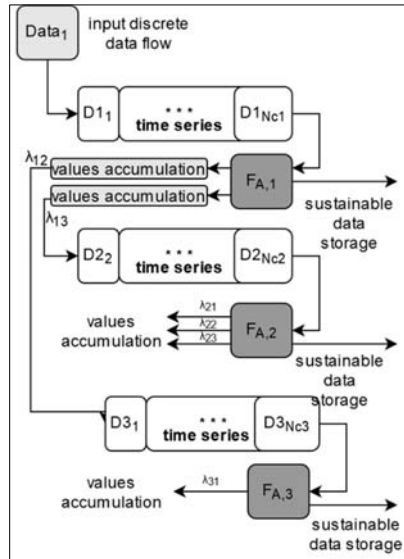 Data1
input discrete
data flow
D11
* * *
time series
D1Nc1
λ12
values accumulation
FA,1
values accumulation
λ13
sustainable
data
storage
D22
* * *
time series
D2Nc2
values
accumulation
λ21
λ22
λ23
FA,2
sustainable
data
storage
D31
* * *
time series
D3Nc3
values
accumulation
λ31
FA,3
sustainable
data storage